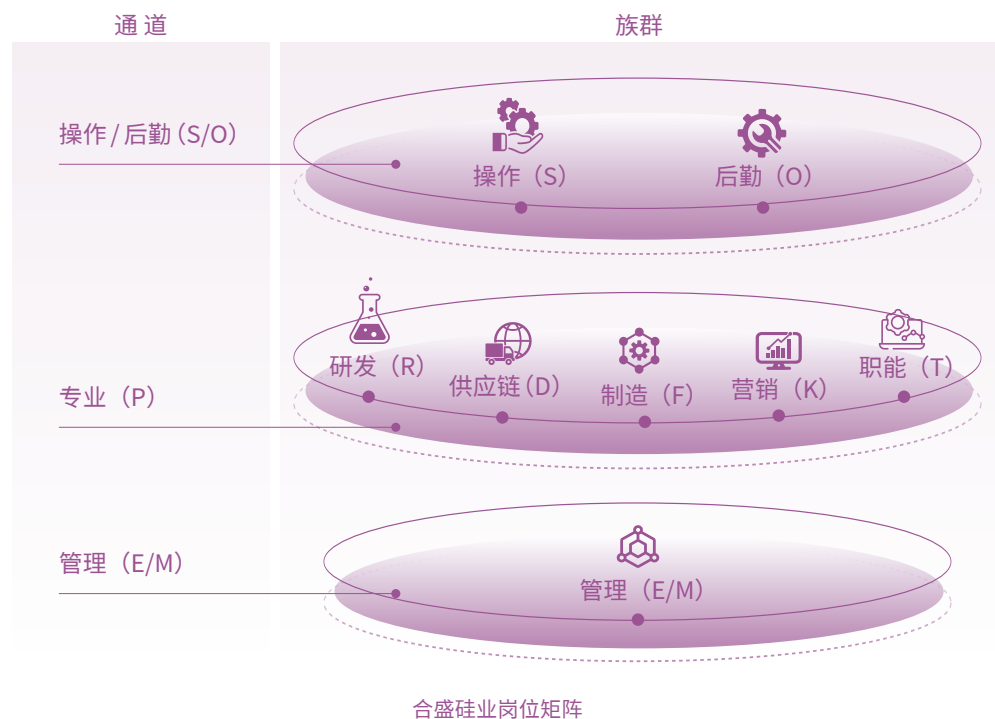 通 道
族群
操作 / 后勤（S/O）
操作（S）
后勤（O）
专业（P）
研发（R）
供应链（D）
制造（F）
营销（K）
职能（T）
管理（E/M）
管理（E/M）
合盛硅业岗位矩阵